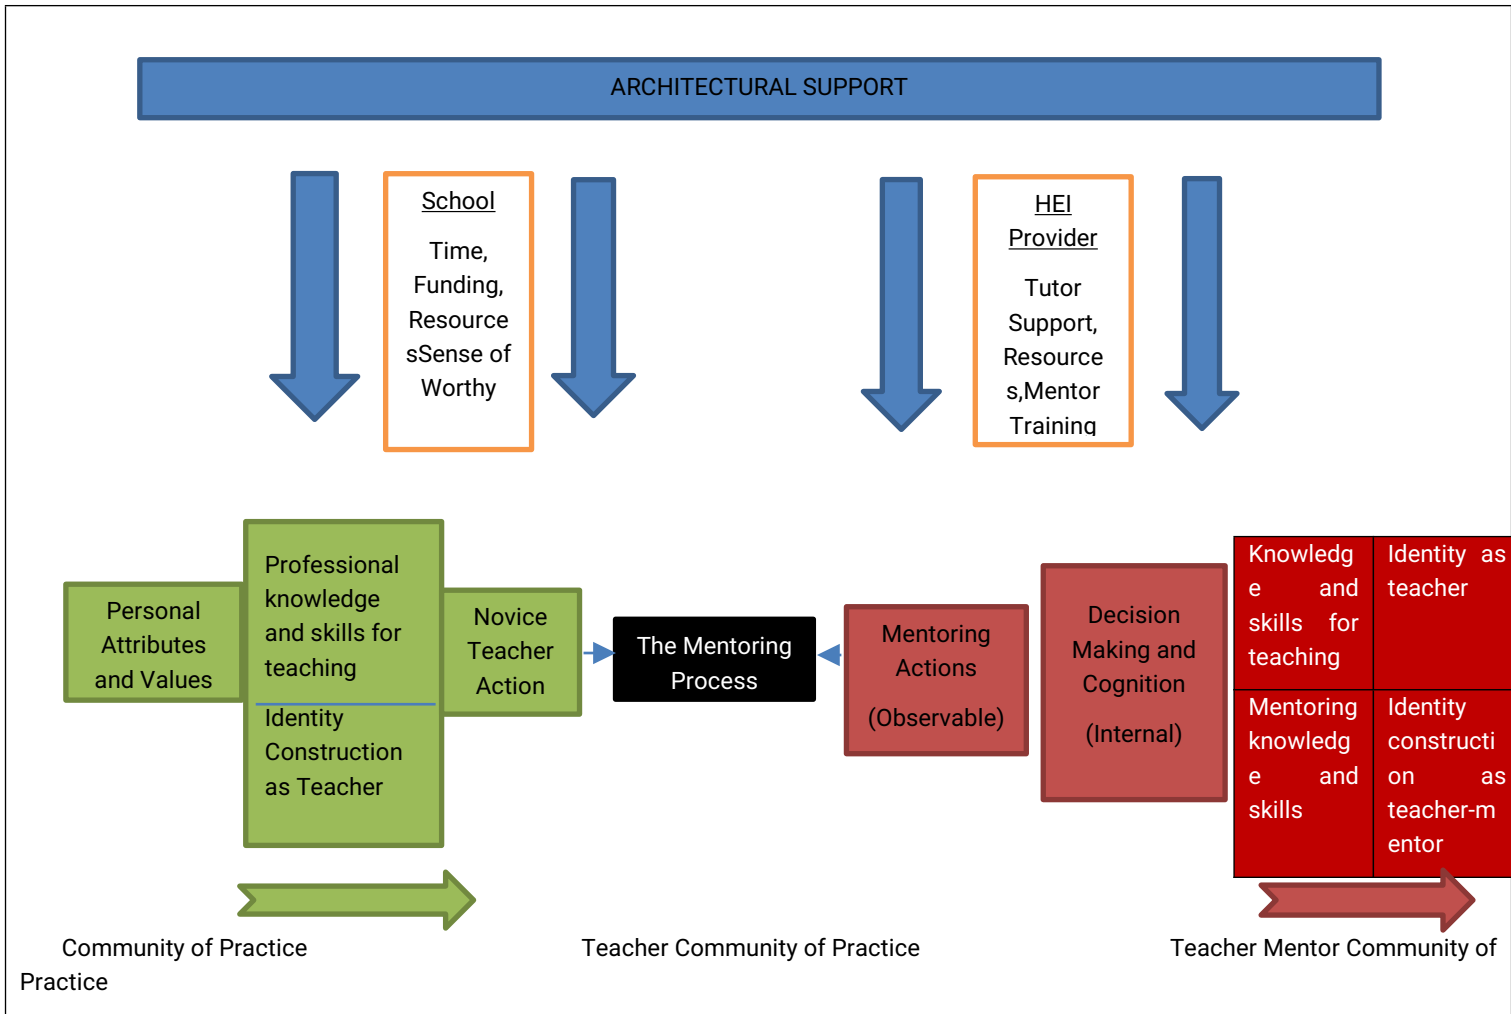 ARCHITECTURAL SUPPORT
School
Time,
Funding,
Resource
sSense of
Worthy
HEI
Provider
Tutor
Support,
Resource
s,Mentor
Training
Personal
Attributes
and Values
Professional
knowledge
and skills for
teaching
Identity
Construction
as Teacher
Novice
Teacher
Action
The Mentoring
Process
Mentoring
Actions
(Observable)
Decision
Making and
Cognition
(Internal)
Knowledg
e and
skills for
teaching
Identity as
teacher
Mentoring
knowledg
e and
skills
Identity
constructi
on as
teacher-m
entor
Community of Practice Teacher Community of Practice Teacher Mentor Community of
Practice